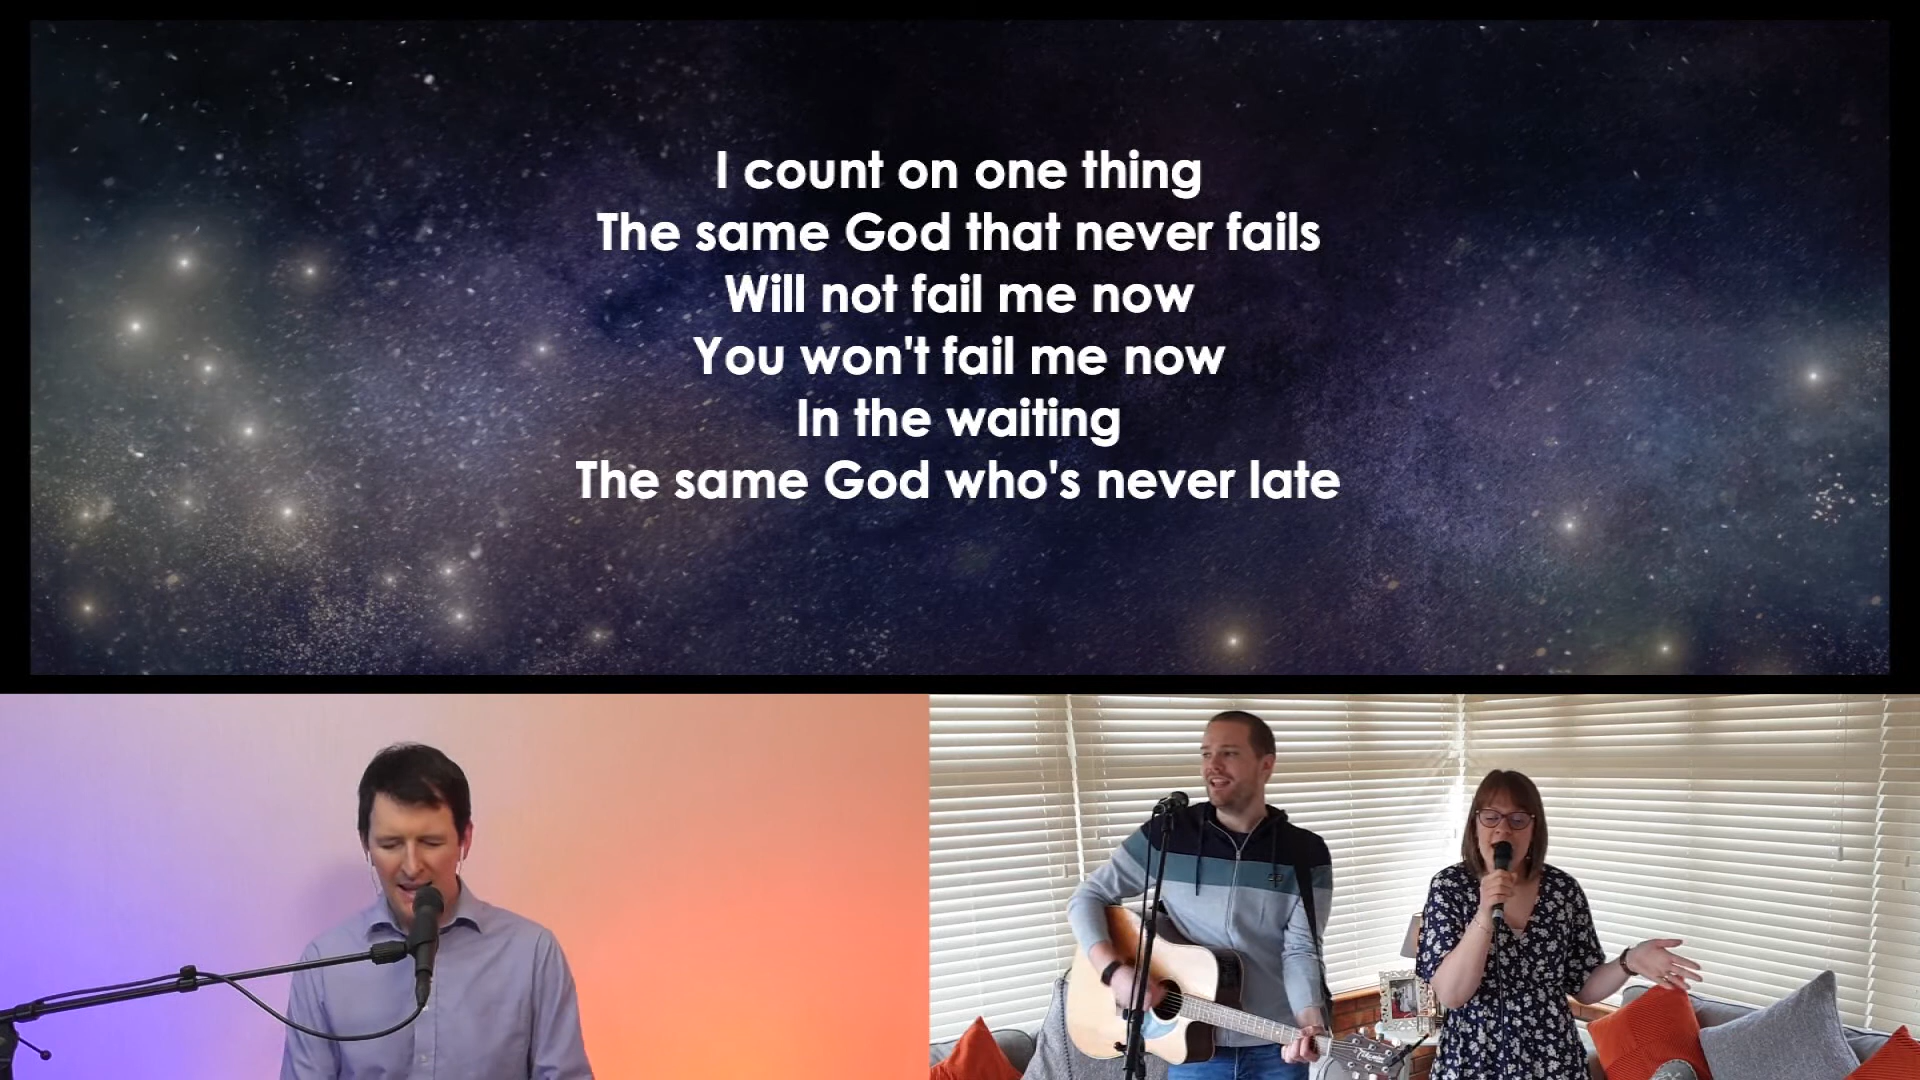 I count on one thing
The same God that never fails
Will not fail me now
You won't fail me now
In the waiting
The same God who's never late
Takamine